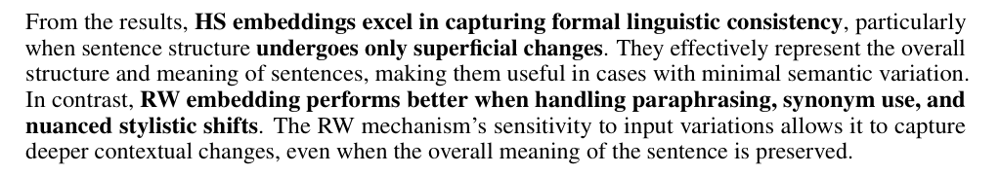 From the results, HS embeddings excel in capturing formal linguistic consistency, particularly
when sentence structure undergoes only superficial changes. They effectively represent the overall
structure and meaning of sentences, making them useful in cases with minimal semantic variation.
In contrast, RW embedding performs better when handling paraphrasing, synonym use, and
nuanced stylistic shifts. The RW mechanism's sensitivity to input variations allows it to capture
deeper contextual changes, even when the overall meaning of the sentence is preserved.